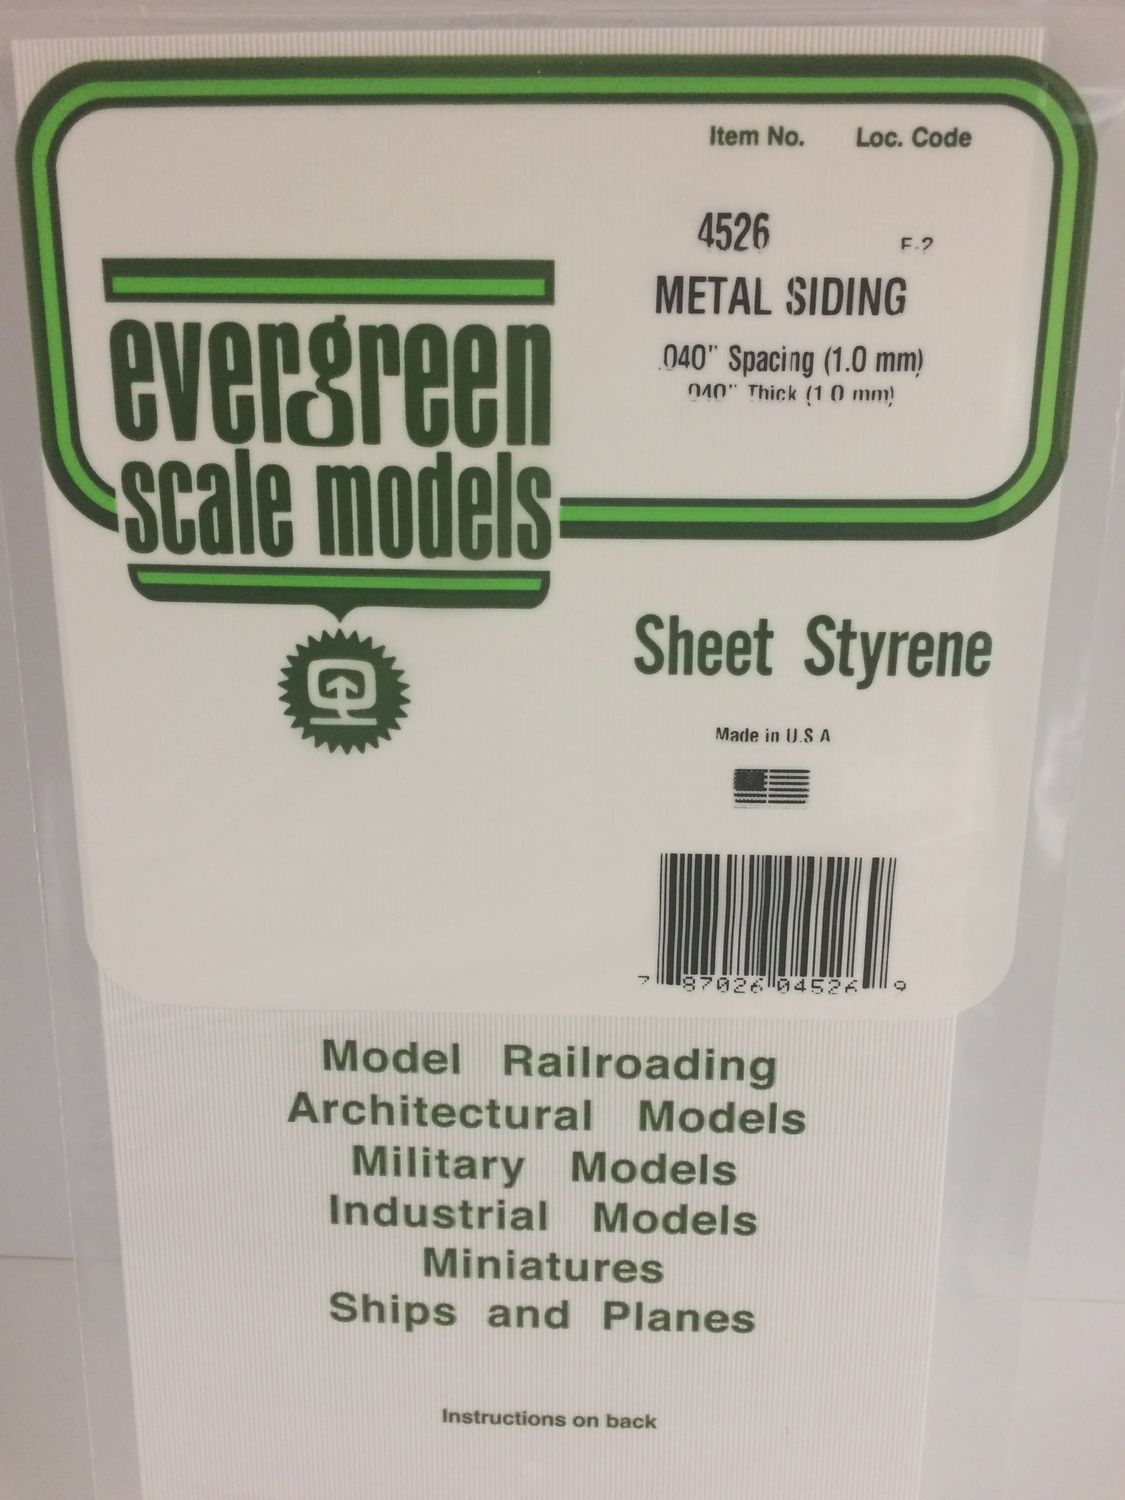 Item No. Loc. Code
4526 F-2
METAL SIDING
.040" Spacing (1.0 mm)
.040" Thick (1.0 mm)
evergreen
scale models
Sheet Styrene
Made in U.S.A
7 87026 04526 9
Model Railroading
Architectural Models
Military Models
Industrial Models
Miniatures
Ships and Planes
Instructions on back